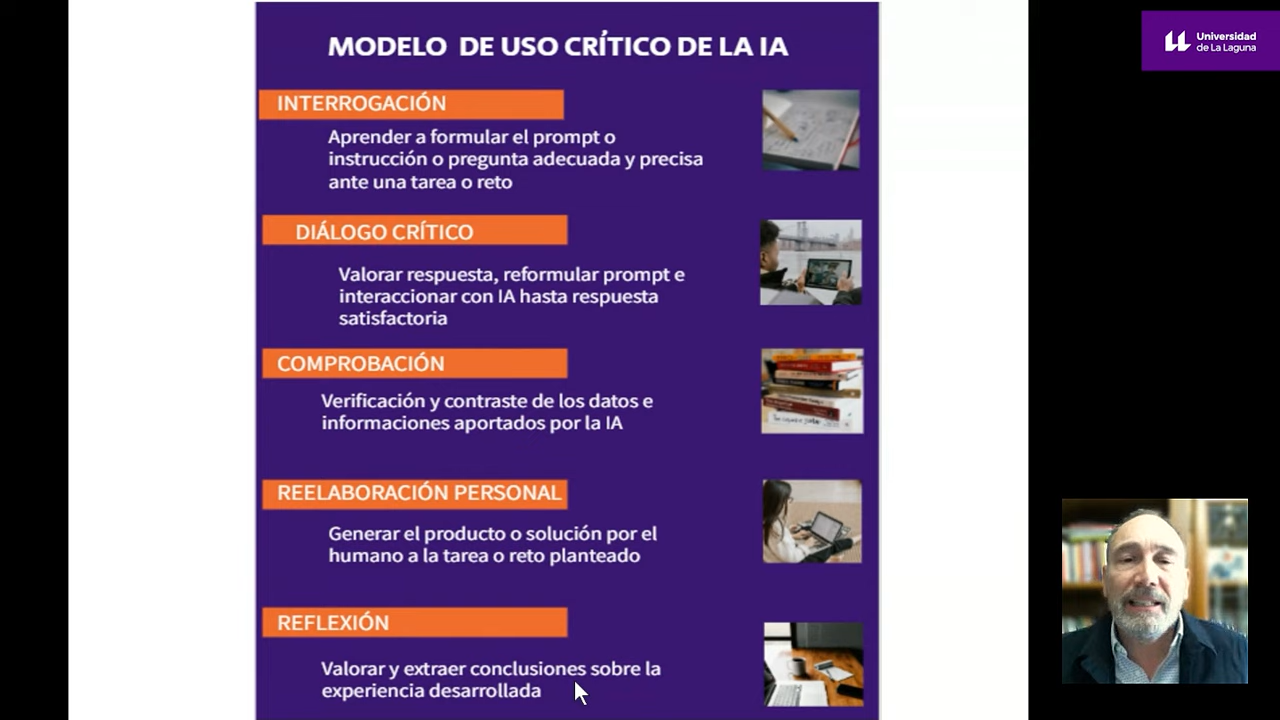 MODELO DE USO CRÍTICO DE LA IA
Universidad
de La Laguna
INTERROGACIÓN
Aprender a formular el prompt o
instrucción o pregunta adecuada y precisa
ante una tarea o reto
DIÁLOGO CRÍTICO
Valorar respuesta, reformular prompt e
interaccionar con IA hasta respuesta
satisfactoria
COMPROBACIÓN
Verificación y contraste de los datos e
informaciones aportados por la IA
REELABORACIÓN PERSONAL
Generar el producto o solución por el
humano a la tarea o reto planteado
REFLEXIÓN
Valorar y extraer conclusiones sobre la
experiencia desarrollada